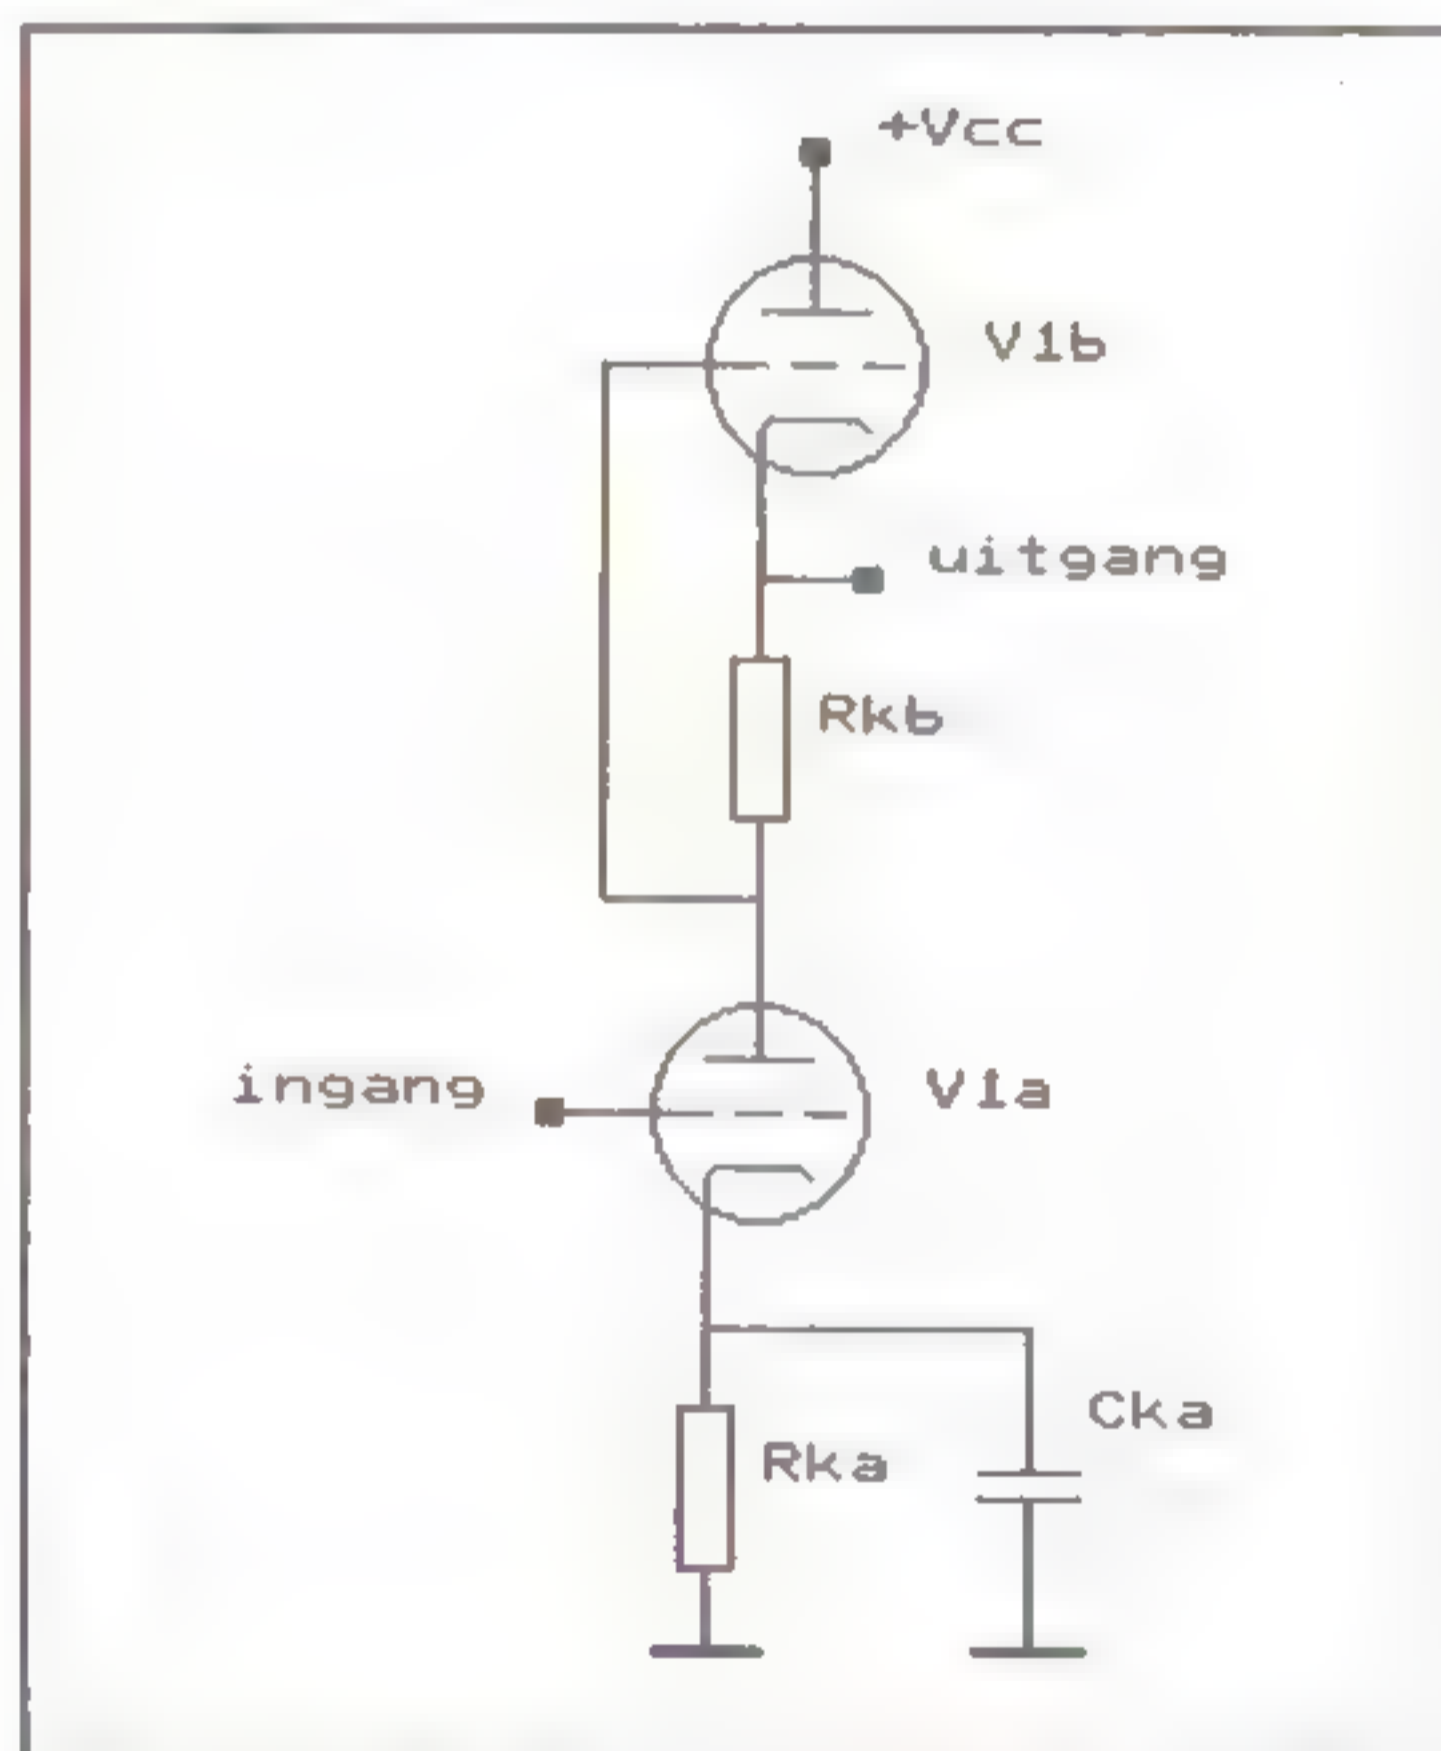 +Vcc
V1b
uitgang
Rkb
ingang
V1a
Cka
Rka